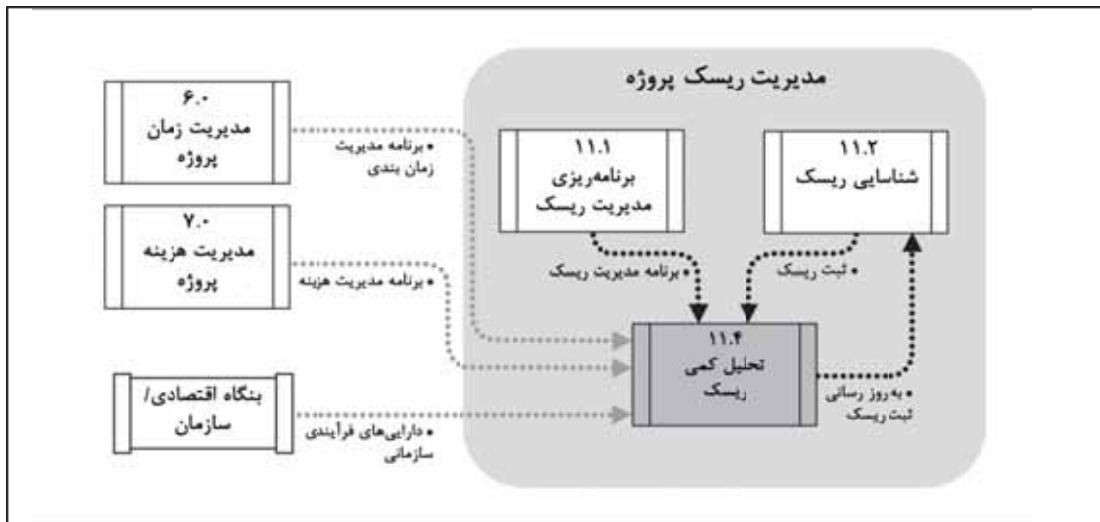 مدیریت ریسک پروژه
۶.۰
مدیریت زمان
پروژه
• برنامه مدیریت
زمان بندی
۱۱.۱
برنامه‌ریزی
مدیریت ریسک
۱۱.۲
شناسایی ریسک
۷.۰
مدیریت هزینه
پروژه
• برنامه مدیریت هزینه
• برنامه مدیریت ریسک
• ثبت ریسک
۱۱.۴
تحلیل کمی
ریسک
• به‌روز رسانی
ثبت ریسک
بنگاه اقتصادی/
سازمان
• دارایی‌های فرآیندی
سازمانی